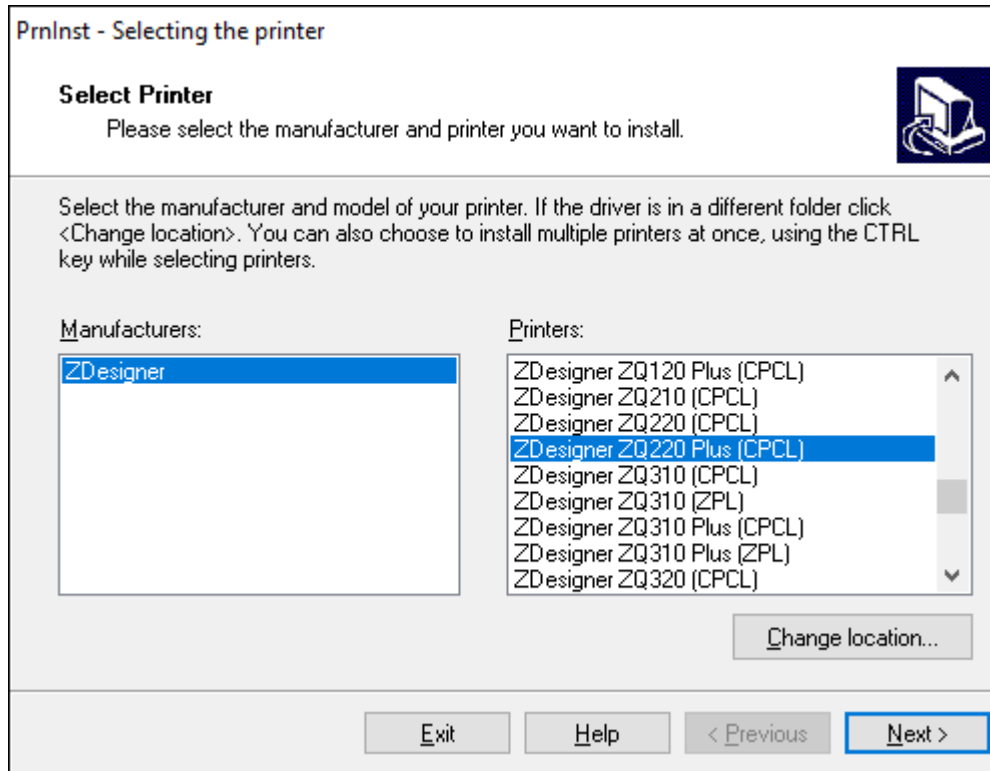 PrnInst - Selecting the printer
Select Printer
Please select the manufacturer and printer you want to install.
Select the manufacturer and model of your printer. If the driver is in a different folder click
<Change location>. You can also choose to install multiple printers at once, using the CTRL
key while selecting printers.
Manufacturers:
ZDesigner
Printers:
ZDesigner ZQ120 Plus (CPCL)
ZDesigner ZQ210 (CPCL)
ZDesigner ZQ220 (CPCL)
ZDesigner ZQ220 Plus (CPCL)
ZDesigner ZQ310 (CPCL)
ZDesigner ZQ310 (ZPL)
ZDesigner ZQ310 Plus (CPCL)
ZDesigner ZQ310 Plus (ZPL)
ZDesigner ZQ320 (CPCL)
Change location...
Exit
Help
< Previous
Next >